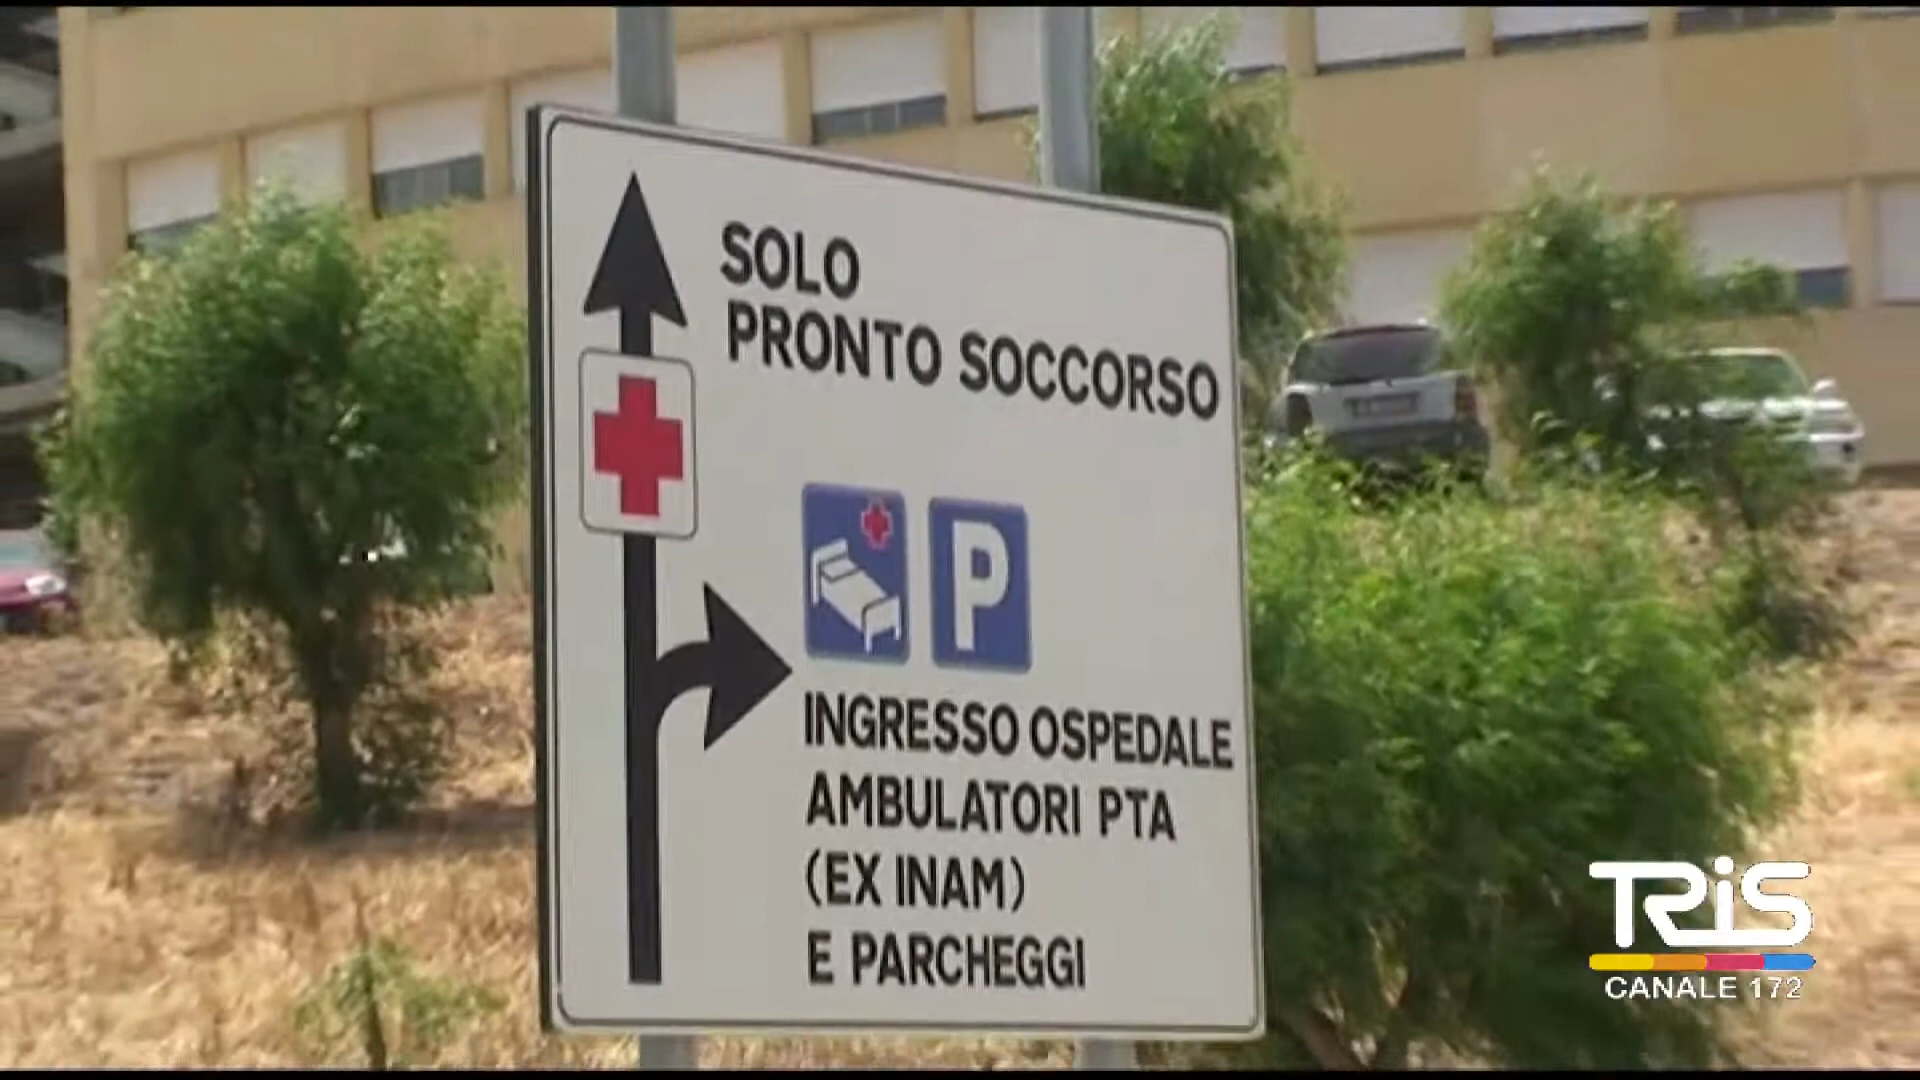 SOLO
PRONTO SOCCORSO
P
INGRESSO OSPEDALE
AMBULATORI PTA
(EX INAM)
E PARCHEGGI
TRiS
CANALE 172